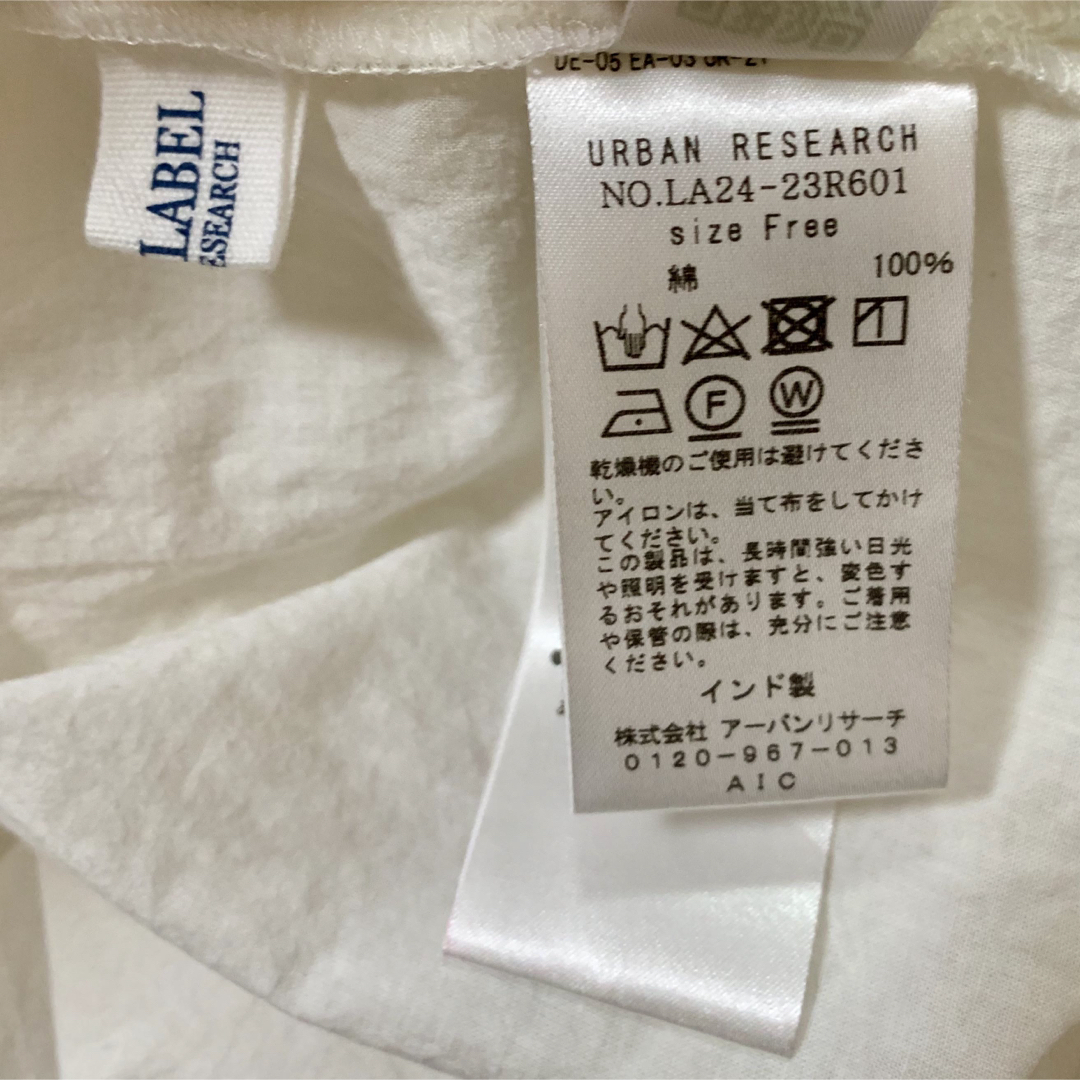 LABEL
DE-05 EA-03 UR-21
URBAN RESEARCH
NO.LA24-23R601
size Free
綿 100%
F W
乾燥機のご使用は避けてくださ
い。
アイロンは、当て布をしてかけ
てください。
この製品は、長時間強い日光
や照明を受けますと、変色す
るおそれがあります。ご着用
や保管の際は、充分にご注意
ください。
インド製
株式会社 アーバンリサーチ
0120-967-013
AIC